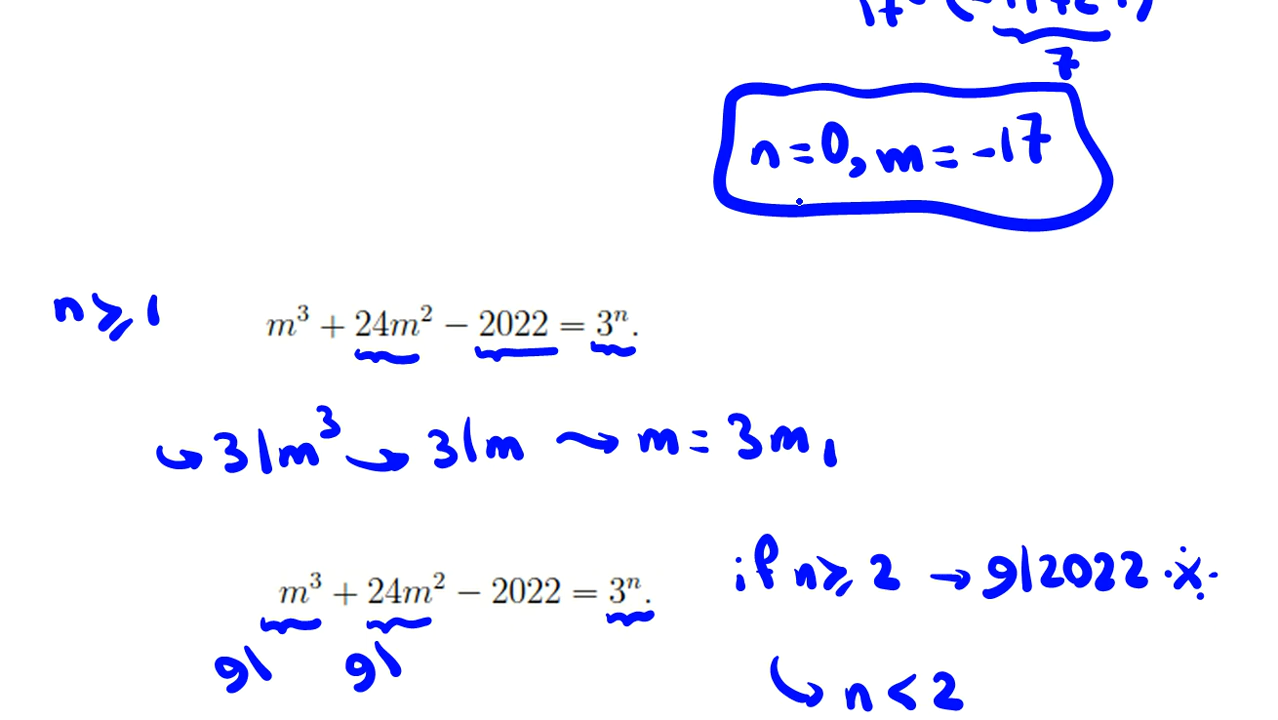 7
n=0, m=-17
n⩾1 m³ + 24m² − 2022 = 3ⁿ.
↪ 3|m³ → 3|m ⤳ m=3m₁
if n⩾2 → 9|2022 ·x·
m³ + 24m² − 2022 = 3ⁿ.
9| 9|
↪ n<2